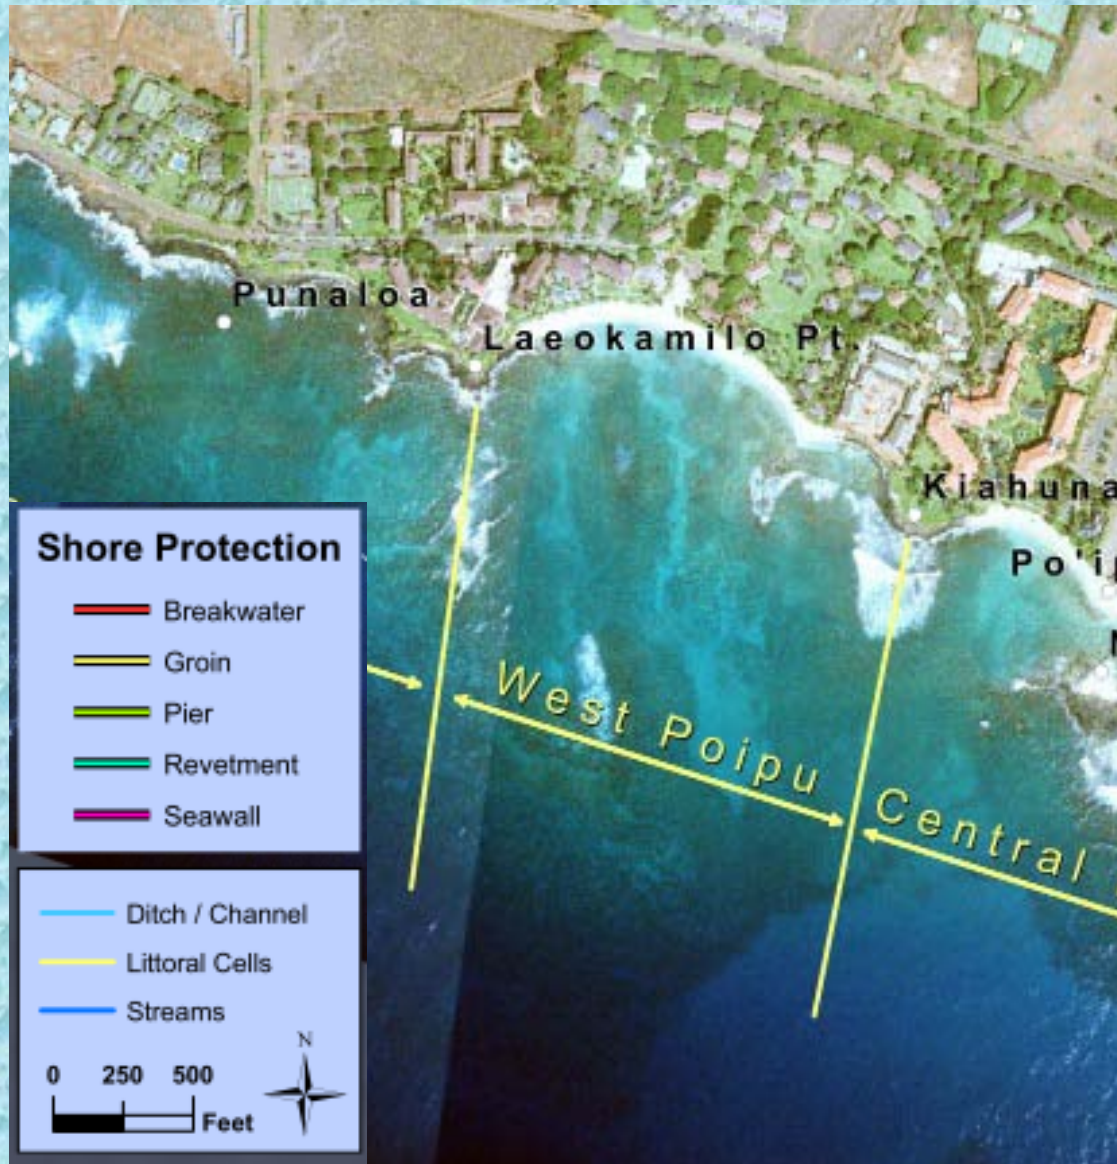 Punaloa
Laeokamilo Pt.
Kiahuna
West Poipu
Central
Shore Protection
Breakwater
Groin
Pier
Revetment
Seawall
Ditch / Channel
Littoral Cells
Streams
N
0 250 500
Feet